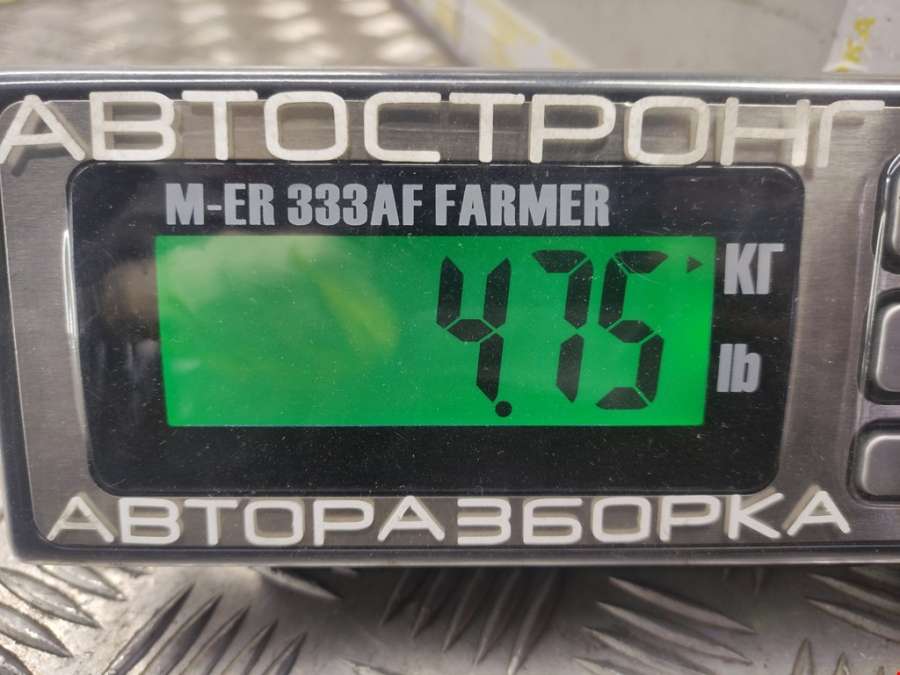 АВТОСТРОНГ
M-ER 333AF FARMER
4.75
КГ
lb
АВТОРАЗБОРКА